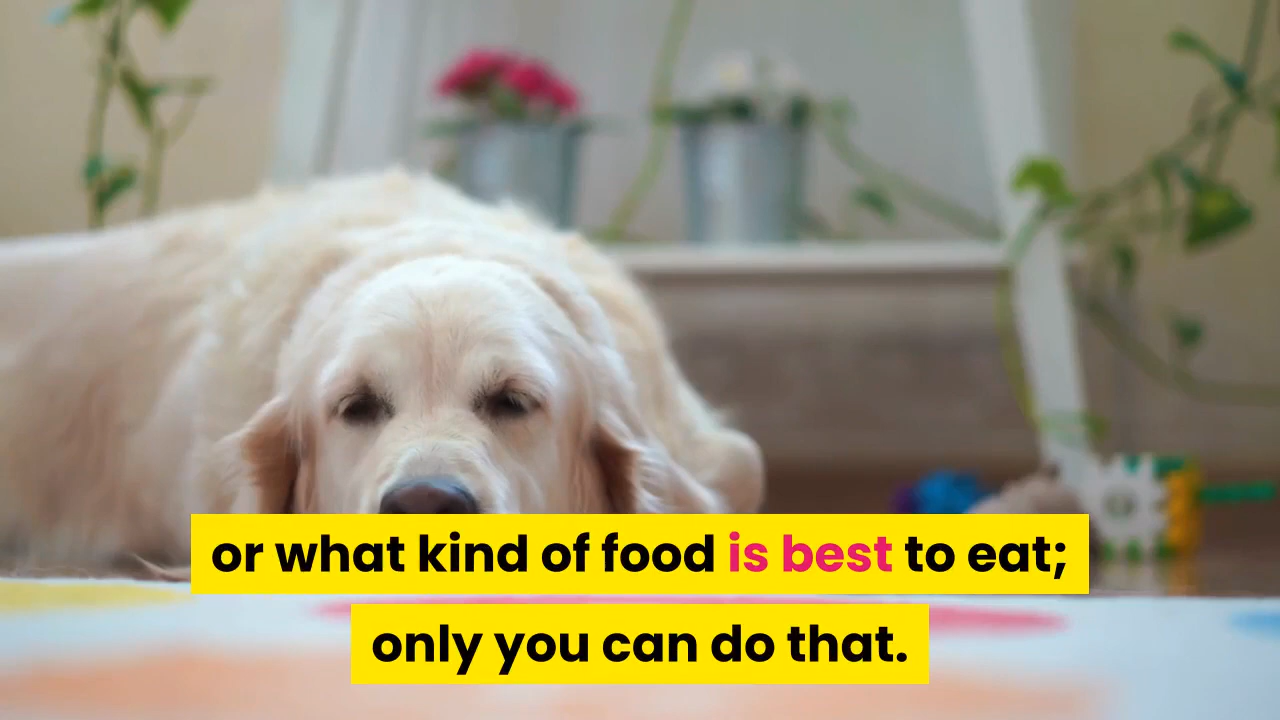 or what kind of food is best to eat;
only you can do that.